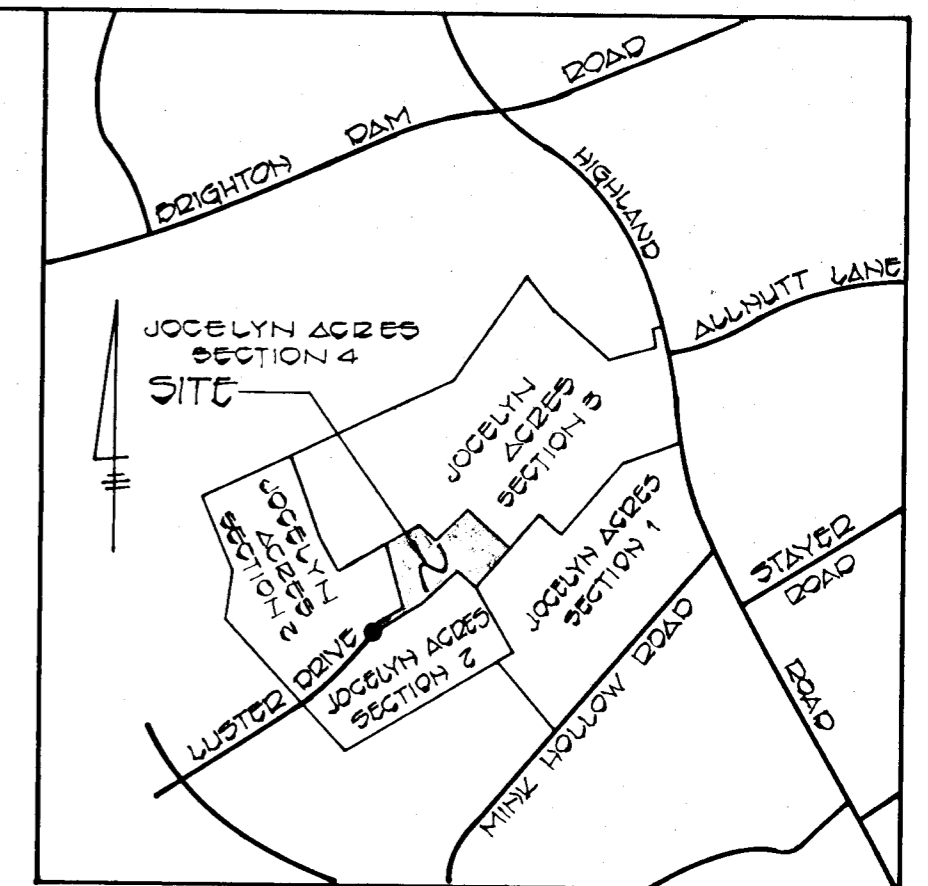 BRIGHTON DAM ROAD
HIGHLAND
ROAD
ALLNUTT LANE
JOCELYN ACRES
SECTION 4
SITE
JOCELYN
ACRES
SECTION 3
JOCELYN
ACRES
SECTION 2
JOCELYN ACRES
SECTION 1
STAYER
ROAD
LUSTER DRIVE
JOCELYN ACRES
SECTION 2
MINK HOLLOW ROAD